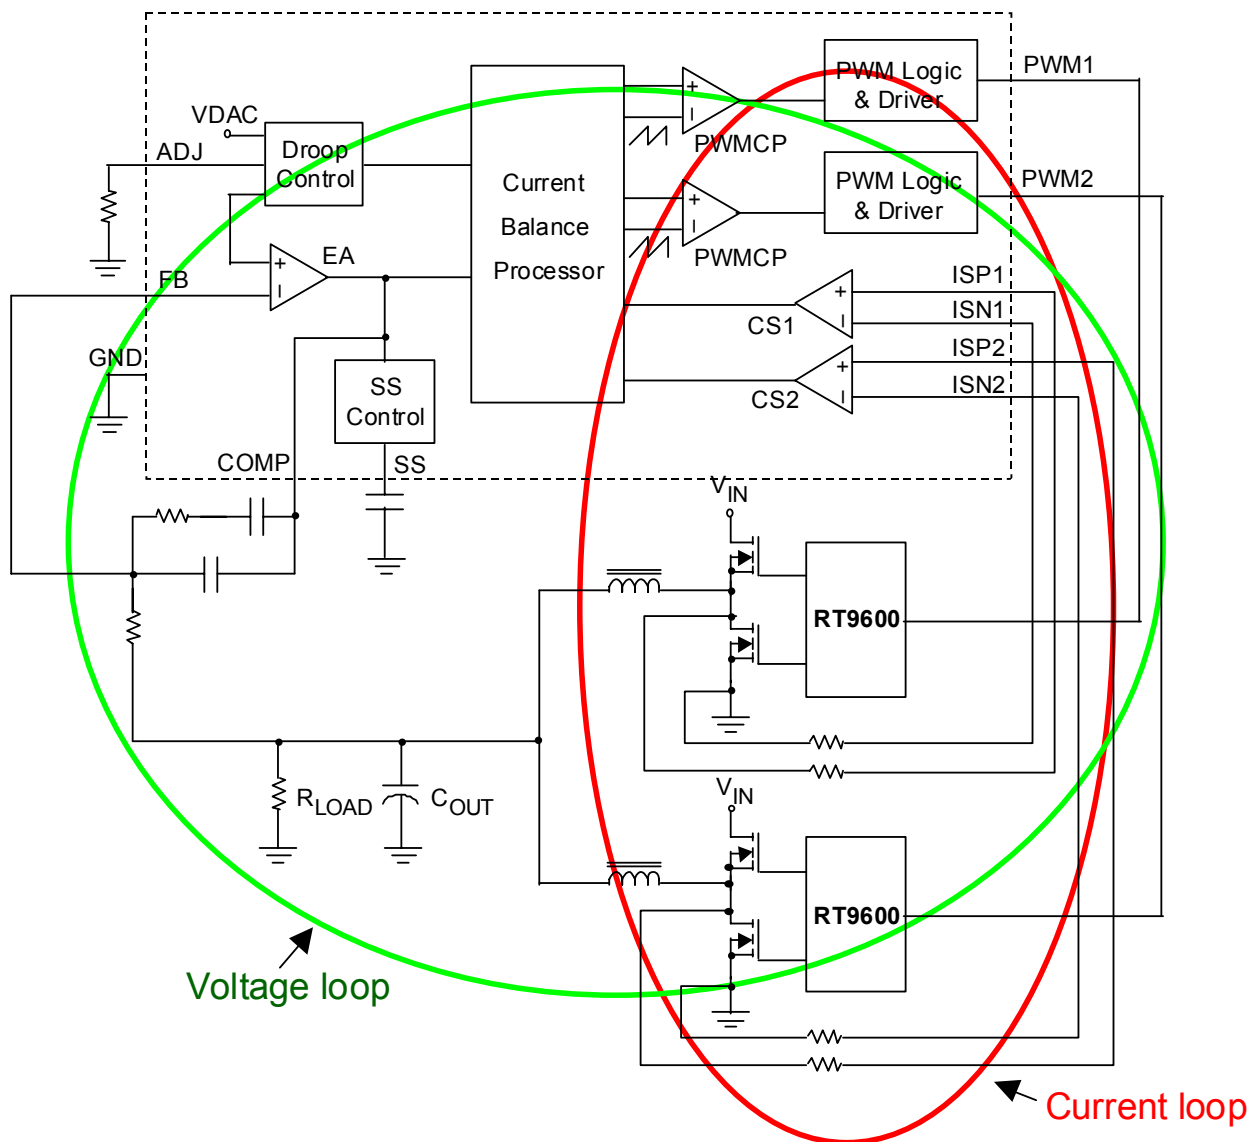 PWM Logic
& Driver
PWM1
VDAC
ADJ
Droop
Control
PWMCP
PWM Logic
& Driver
PWM2
Current
Balance
Processor
PWMCP
EA
FB
ISP1
ISN1
CS1
GND
ISP2
ISN2
CS2
SS
Control
COMP
SS
VIN
RT9600
RLOAD
COUT
VIN
RT9600
Voltage loop
Current loop